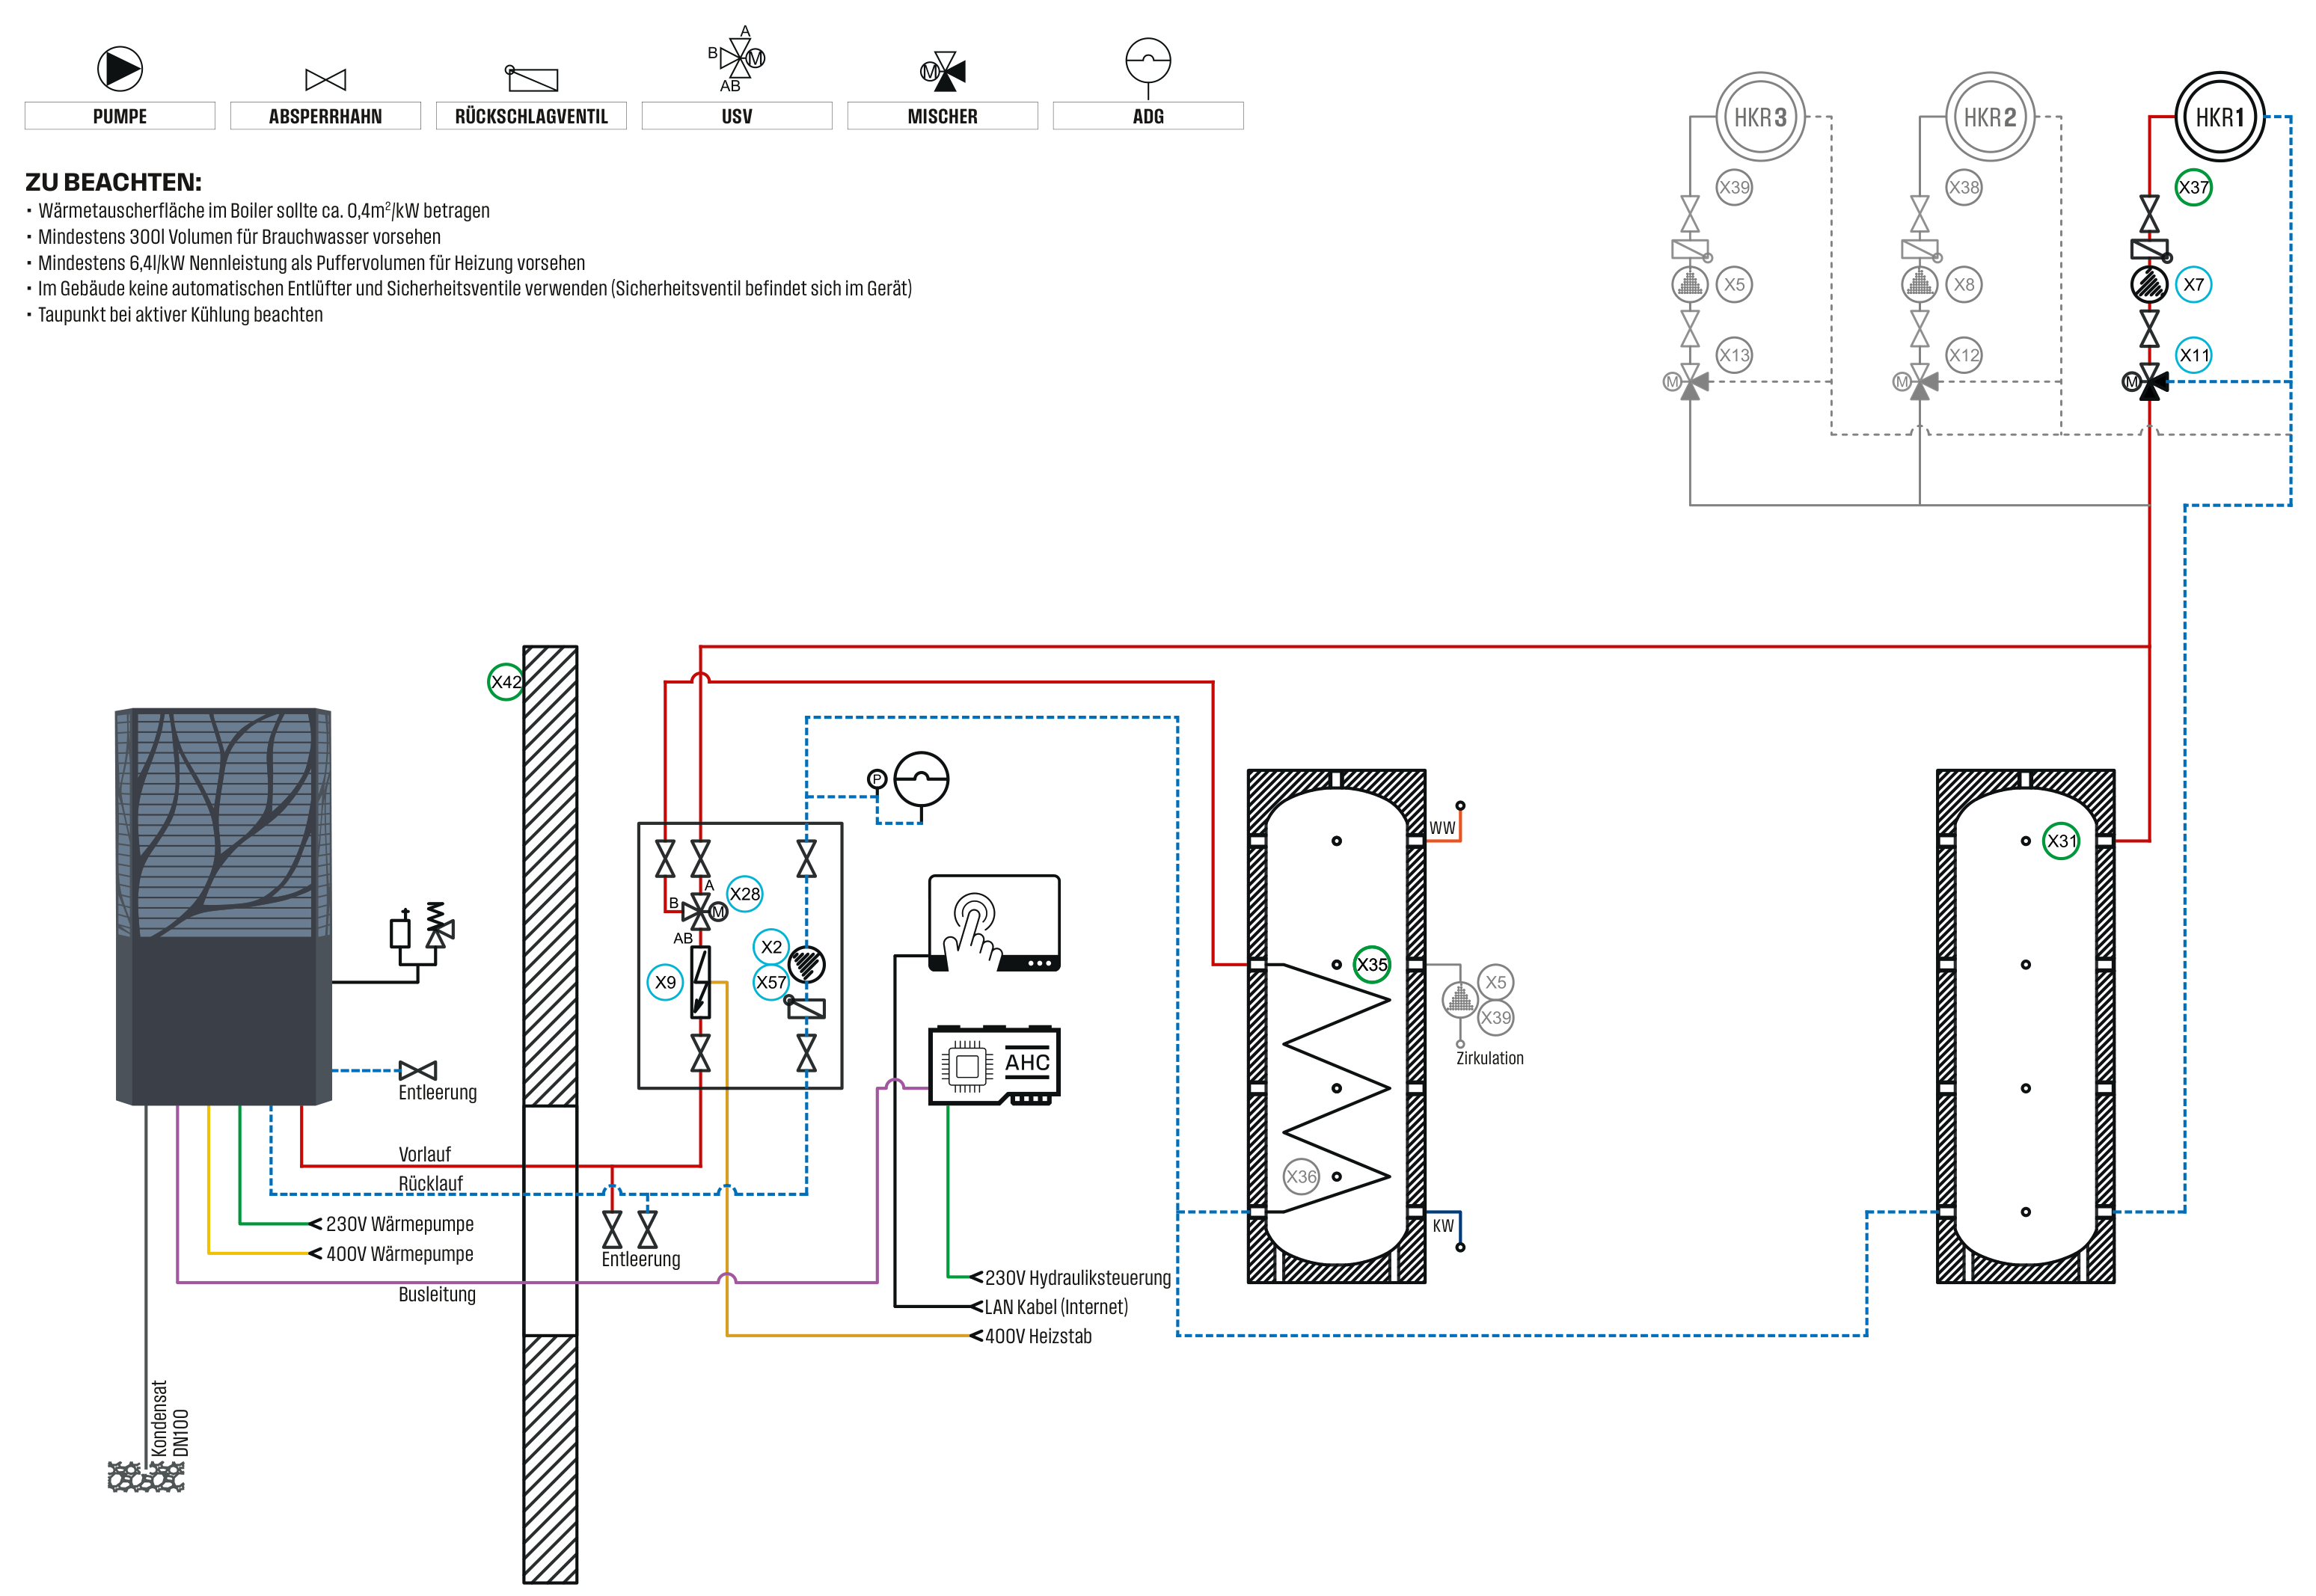 A
B
M
AB
M
PUMPE
ABSPERRHAHN
RÜCKSCHLAGVENTIL
USV
MISCHER
ADG
ZU BEACHTEN:
· Wärmetauscherfläche im Boiler sollte ca. 0,4m²/kW betragen
· Mindestens 300l Volumen für Brauchwasser vorsehen
· Mindestens 6,4l/kW Nennleistung als Puffervolumen für Heizung vorsehen
· Im Gebäude keine automatischen Entlüfter und Sicherheitsventile verwenden (Sicherheitsventil befindet sich im Gerät)
· Taupunkt bei aktiver Kühlung beachten
HKR3
HKR2
HKR1
X39
X38
X37
X5
X8
X7
X13
X12
X11
M
M
M
X42
P
A
X28
B
M
AB
X2
X9
X57
AHC
WW
X35
X5
X39
Zirkulation
X36
KW
X31
Entleerung
Vorlauf
Rücklauf
230V Wärmepumpe
400V Wärmepumpe
Busleitung
Entleerung
230V Hydrauliksteuerung
LAN Kabel (Internet)
400V Heizstab
Kondensat
DN100